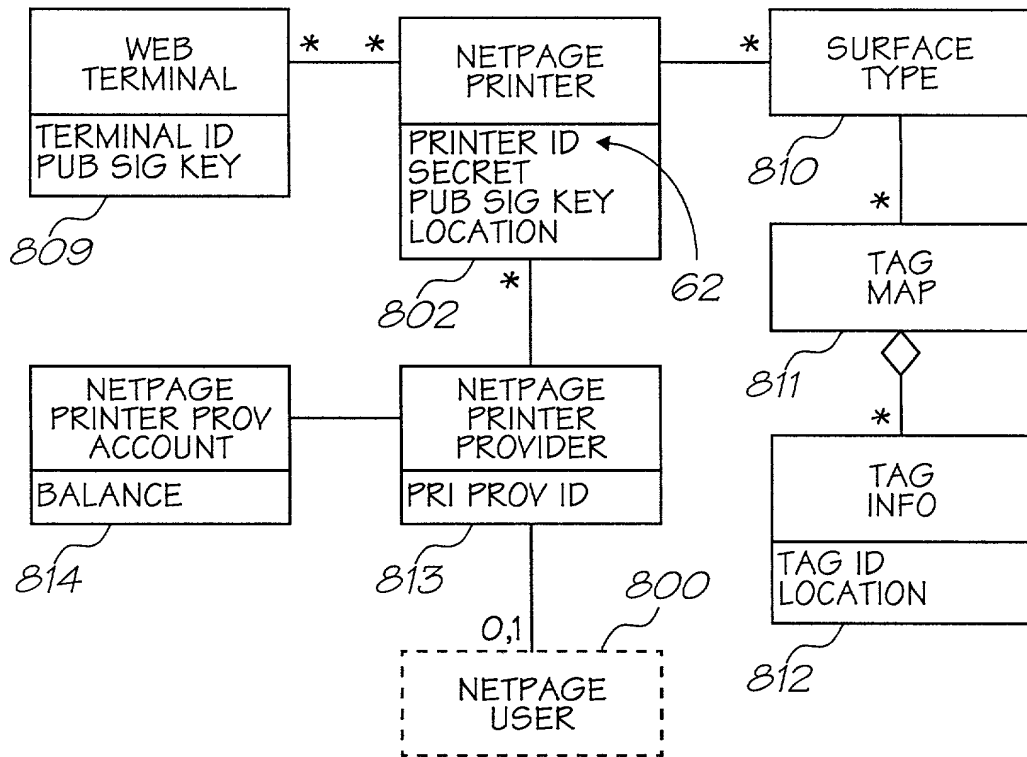 WEB
TERMINAL
TERMINAL ID
PUB SIG KEY
809
*
*
NETPAGE
PRINTER
PRINTER ID
SECRET
PUB SIG KEY
LOCATION
62
802
*
*
SURFACE
TYPE
810
*
TAG
MAP
811
*
TAG
INFO
TAG ID
LOCATION
812
NETPAGE
PRINTER PROV
ACCOUNT
BALANCE
814
NETPAGE
PRINTER
PROVIDER
PRI PROV ID
813
0,1
800
NETPAGE
USER